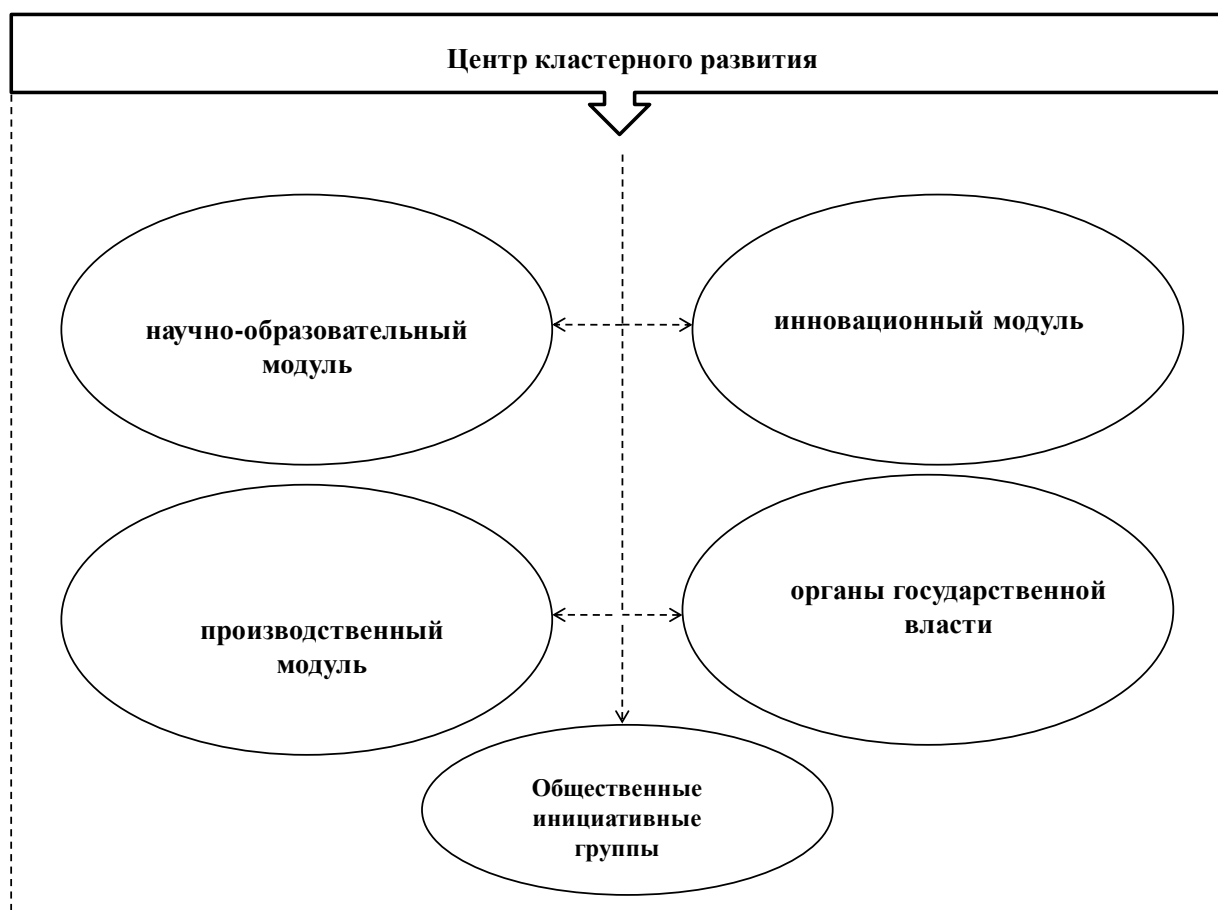 Центр кластерного развития
научно-образовательный
модуль
инновационный модуль
производственный
модуль
органы государственной
власти
Общественные
инициативные
группы